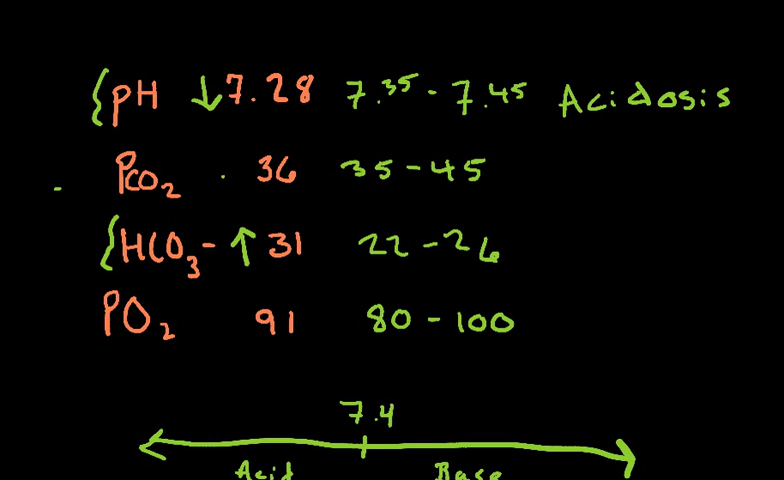 {pH ↓ 7.28 7.35 - 7.45 Acidosis
PCO₂ . 36 35 - 45
{HCO₃- ↑ 31 22 - 26
PO₂ 91 80 - 100
7.4
Acid Base